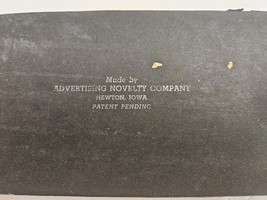 Made by
ADVERTISING NOVELTY COMPANY
NEWTON, IOWA
PATENT PENDING